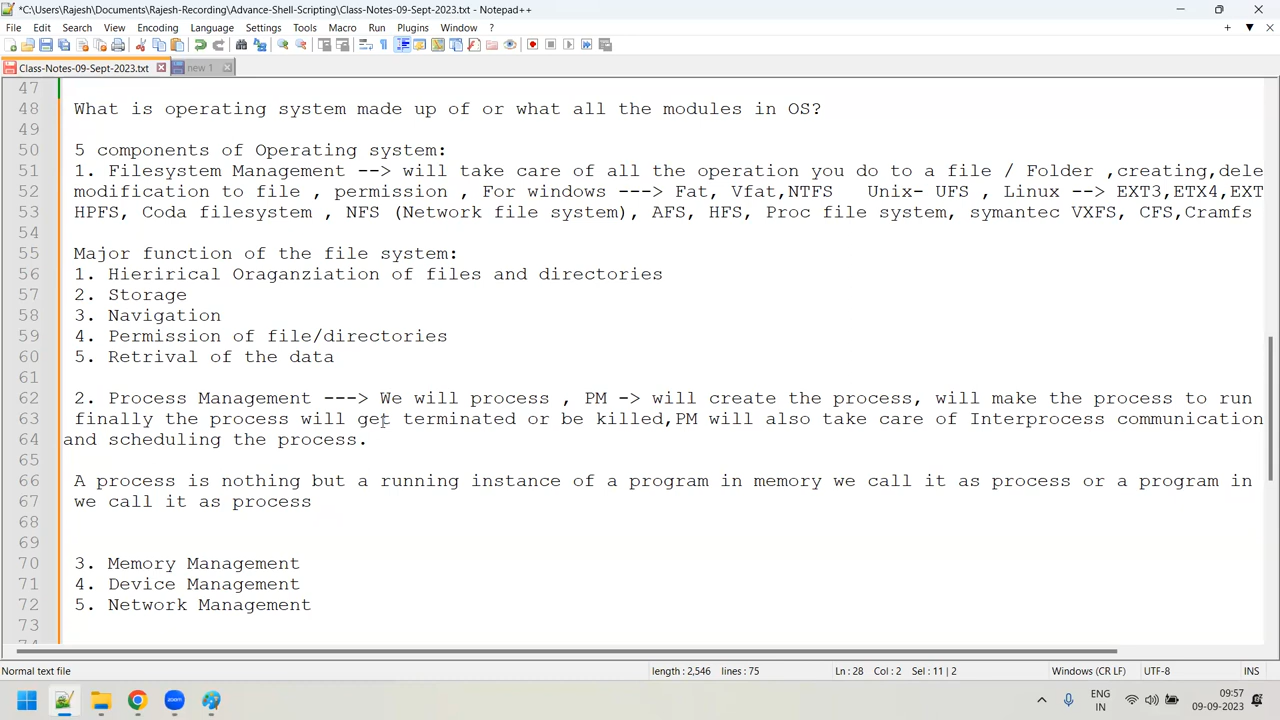 *C:\Users\Rajesh\Documents\Rajesh-Recording\Advance-Shell-Scripting\Class-Notes-09-Sept-2023.txt - Notepad++
File Edit Search View Encoding Language Settings Tools Macro Run Plugins Window ?
Class-Notes-09-Sept-2023.txt new 1
47
48 What is operating system made up of or what all the modules in OS?
49
50 5 components of Operating system:
51 1. Filesystem Management --> will take care of all the operation you do to a file / Folder ,creating,dele
52 modification to file , permission , For windows ---> Fat, Vfat,NTFS Unix- UFS , Linux --> EXT3,ETX4,EXT
53 HPFS, Coda filesystem , NFS (Network file system), AFS, HFS, Proc file system, symantec VXFS, CFS,Cramfs
54
55 Major function of the file system:
56 1. Hierirical Oraganziation of files and directories
57 2. Storage
58 3. Navigation
59 4. Permission of file/directories
60 5. Retrival of the data
61
62 2. Process Management ---> We will process , PM -> will create the process, will make the process to run
63 finally the process will get terminated or be killed,PM will also take care of Interprocess communication
64 and scheduling the process.
65
66 A process is nothing but a running instance of a program in memory we call it as process or a program in
67 we call it as process
68
69
70 3. Memory Management
71 4. Device Management
72 5. Network Management
73
74
Normal text file length : 2,546 lines : 75 Ln : 28 Col : 2 Sel : 11 | 2 Windows (CR LF) UTF-8 INS
zoom
ENG
IN
09:57
09-09-2023